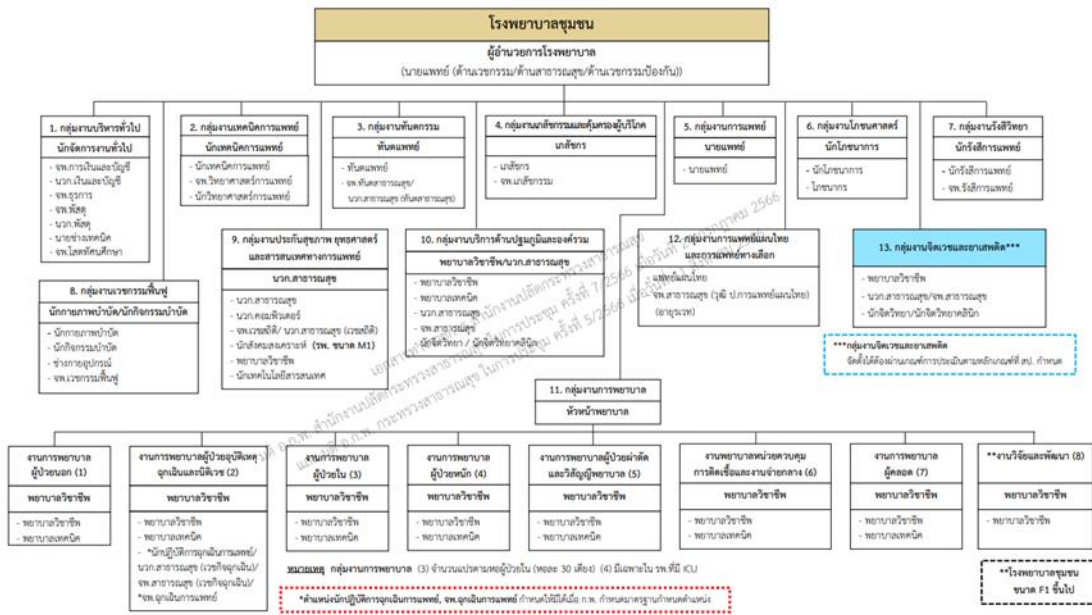 โรงพยาบาลชุมชน
ผู้อำนวยการโรงพยาบาล
(นายแพทย์ (ด้านเวชกรรม/ด้านสาธารณสุข/ด้านเวชกรรมป้องกัน))
1. กลุ่มงานบริหารทั่วไป
นักจัดการงานทั่วไป
- จพ.การเงินและบัญชี
- นวก.เงินและบัญชี
- จพ.ธุรการ
- จพ.พัสดุ
- นวก.พัสดุ
- นายช่างเทคนิค
- จพ.โสตทัศนศึกษา
2. กลุ่มงานเทคนิคการแพทย์
นักเทคนิคการแพทย์
- นักเทคนิคการแพทย์
- จพ.วิทยาศาสตร์การแพทย์
- นักวิทยาศาสตร์การแพทย์
3. กลุ่มงานทันตกรรม
ทันตแพทย์
- ทันตแพทย์
- จพ.ทันตสาธารณสุข/
นวก.สาธารณสุข (ทันตสาธารณสุข)
4. กลุ่มงานเภสัชกรรมและคุ้มครองผู้บริโภค
เภสัชกร
- เภสัชกร
- จพ.เภสัชกรรม
5. กลุ่มงานการแพทย์
นายแพทย์
- นายแพทย์
6. กลุ่มงานโภชนศาสตร์
นักโภชนาการ
- นักโภชนาการ
- โภชนากร
7. กลุ่มงานรังสีวิทยา
นักรังสีการแพทย์
- นักรังสีการแพทย์
- จพ.รังสีการแพทย์
8. กลุ่มงานเวชกรรมฟื้นฟู
นักกายภาพบำบัด/นักกิจกรรมบำบัด
- นักกายภาพบำบัด
- นักกิจกรรมบำบัด
- ช่างกายอุปกรณ์
- จพ.เวชกรรมฟื้นฟู
9. กลุ่มงานประกันสุขภาพ ยุทธศาสตร์
และสารสนเทศทางการแพทย์
นวก.สาธารณสุข
- นวก.สาธารณสุข
- นวก.คอมพิวเตอร์
- จพ.เวชสถิติ/ นวก.สาธารณสุข (เวชสถิติ)
- นักสังคมสงเคราะห์ (รพ. ขนาด M1)
- พยาบาลวิชาชีพ
- นักเทคโนโลยีสารสนเทศ
10. กลุ่มงานบริการด้านปฐมภูมิและองค์รวม
พยาบาลวิชาชีพ/นวก.สาธารณสุข
- พยาบาลวิชาชีพ
- พยาบาลเทคนิค
- นวก.สาธารณสุข
- จพ.สาธารณสุข
- นักจิตวิทยา / นักจิตวิทยาคลินิก
12. กลุ่มงานการแพทย์แผนไทย
และการแพทย์ทางเลือก
- แพทย์แผนไทย
- จพ.สาธารณสุข (วุฒิ ป.การแพทย์แผนไทย)
(อายุรเวท)
13. กลุ่มงานจิตเวชและยาเสพติด***
- พยาบาลวิชาชีพ
- นวก.สาธารณสุข/จพ.สาธารณสุข
- นักจิตวิทยา/นักจิตวิทยาคลินิก
***กลุ่มงานจิตเวชและยาเสพติด
จัดตั้งได้ต้องผ่านเกณฑ์การประเมินตามหลักเกณฑ์ที่ สป. กำหนด
11. กลุ่มงานการพยาบาล
หัวหน้าพยาบาล
งานการพยาบาล
ผู้ป่วยนอก (1)
พยาบาลวิชาชีพ
- พยาบาลวิชาชีพ
- พยาบาลเทคนิค
งานการพยาบาลผู้ป่วยอุบัติเหตุ
ฉุกเฉินและนิติเวช (2)
พยาบาลวิชาชีพ
- พยาบาลวิชาชีพ
- พยาบาลเทคนิค
- *นักปฏิบัติการฉุกเฉินการแพทย์/
นวก.สาธารณสุข (เวชกิจฉุกเฉิน)/
จพ.สาธารณสุข (เวชกิจฉุกเฉิน)/
*จพ.ฉุกเฉินการแพทย์
งานการพยาบาล
ผู้ป่วยใน (3)
พยาบาลวิชาชีพ
- พยาบาลวิชาชีพ
- พยาบาลเทคนิค
งานการพยาบาล
ผู้ป่วยหนัก (4)
พยาบาลวิชาชีพ
- พยาบาลวิชาชีพ
- พยาบาลเทคนิค
งานการพยาบาลผู้ป่วยผ่าตัด
และวิสัญญีพยาบาล (5)
พยาบาลวิชาชีพ
- พยาบาลวิชาชีพ
- พยาบาลเทคนิค
งานพยาบาลหน่วยควบคุม
การติดเชื้อและงานจ่ายกลาง (6)
พยาบาลวิชาชีพ
- พยาบาลวิชาชีพ
- พยาบาลเทคนิค
งานการพยาบาล
ผู้คลอด (7)
พยาบาลวิชาชีพ
- พยาบาลวิชาชีพ
- พยาบาลเทคนิค
**งานวิจัยและพัฒนา (8)
พยาบาลวิชาชีพ
- พยาบาลวิชาชีพ
หมายเหตุ กลุ่มงานการพยาบาล (3) จำนวนแปรตามหอผู้ป่วยใน (หอละ 30 เตียง) (4) มีเฉพาะใน รพ.ที่มี ICU
*ตำแหน่งนักปฏิบัติการฉุกเฉินการแพทย์, จพ.ฉุกเฉินการแพทย์ กำหนดให้มีได้เมื่อ ก.พ. กำหนดมาตรฐานกำหนดตำแหน่ง
**โรงพยาบาลชุมชน
ขนาด F1 ขึ้นไป